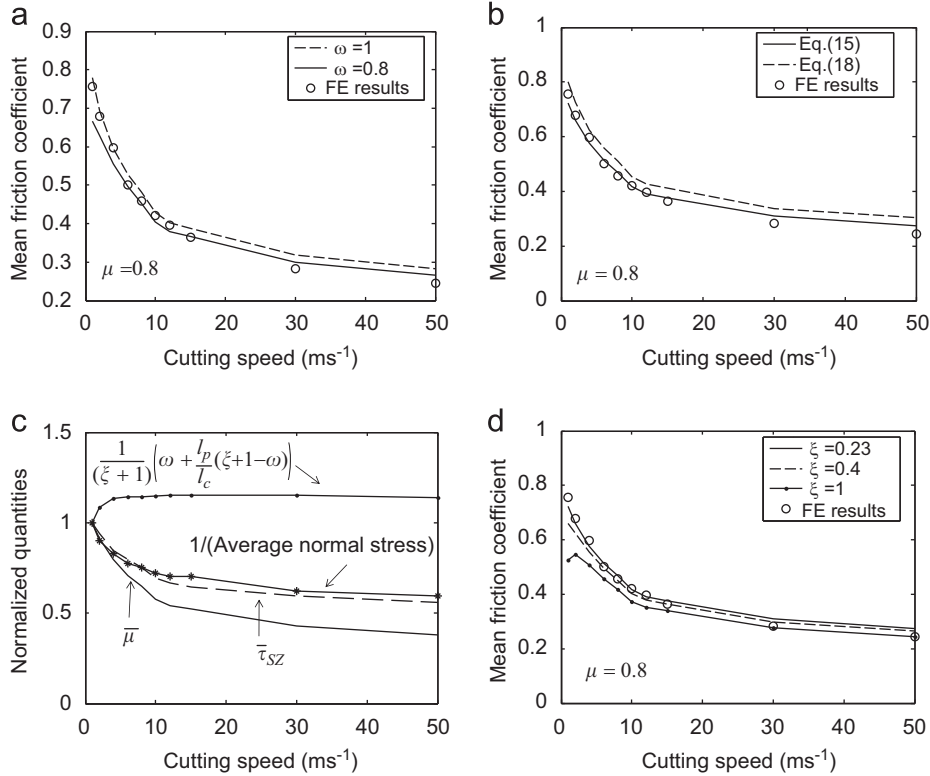 a
0.9
0.8
0.7
0.6
0.5
0.4
0.3
0.2
Mean friction coefficient
ω =1
ω =0.8
FE results
μ =0.8
0 10 20 30 40 50
Cutting speed (ms⁻¹)
b
1
0.8
0.6
0.4
0.2
0
Mean friction coefficient
Eq.(15)
Eq.(18)
FE results
μ = 0.8
0 10 20 30 40 50
Cutting speed (ms⁻¹)
c
1.5
1
0.5
0
Normalized quantities
1/(ξ + 1) (ω + l_p/l_c (ξ+1−ω))
1/(Average normal stress)
μ̅
τ̅_SZ
0 10 20 30 40 50
Cutting speed (ms⁻¹)
d
1
0.8
0.6
0.4
0.2
0
Mean friction coefficient
ξ =0.23
ξ =0.4
ξ =1
FE results
μ = 0.8
0 10 20 30 40 50
Cutting speed (ms⁻¹)